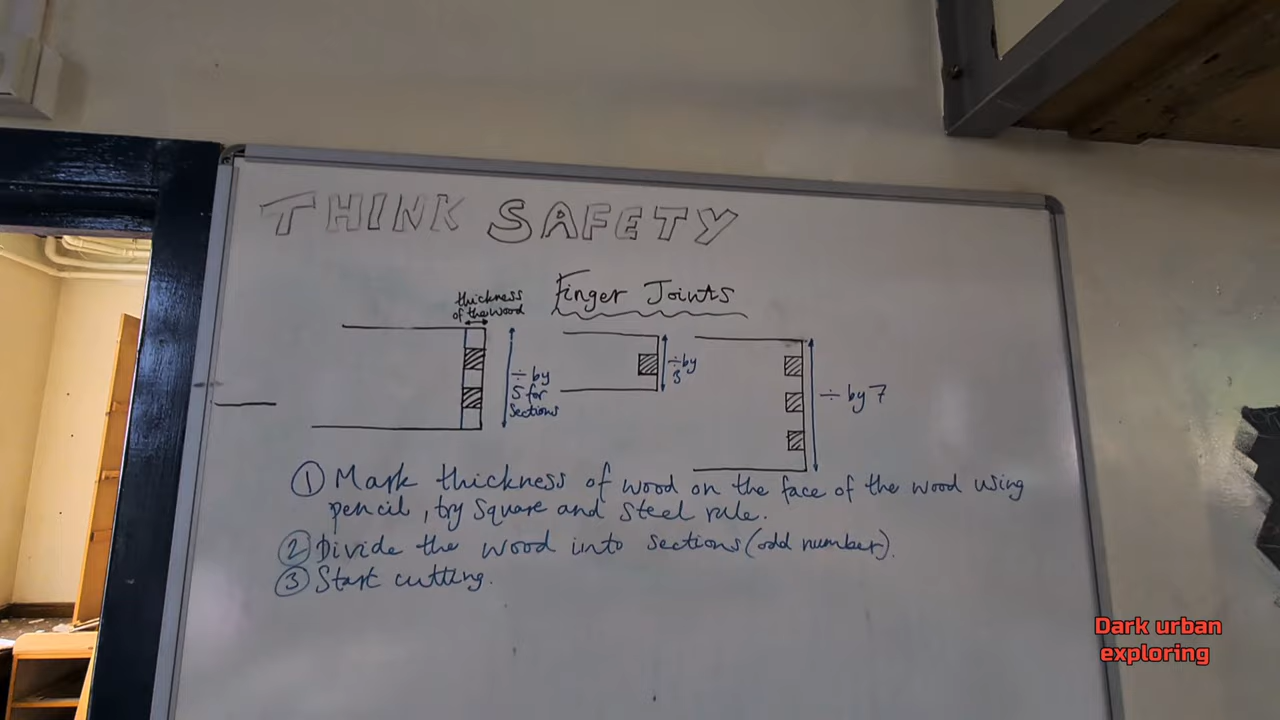 THINK SAFETY
Finger Joints
thickness
of the wood
÷ by
5 for
Sections
÷ by
3
÷ by 7
① Mark thickness of wood on the face of the wood using
pencil, try square and steel rule.
② Divide the wood into sections (odd number).
③ Start cutting.
Dark urban
exploring